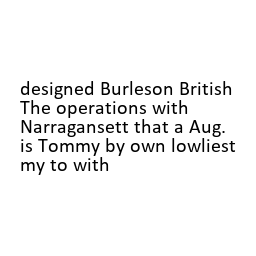 designed Burleson British
The operations with
Narragansett that a Aug.
is Tommy by own lowliest
my to with